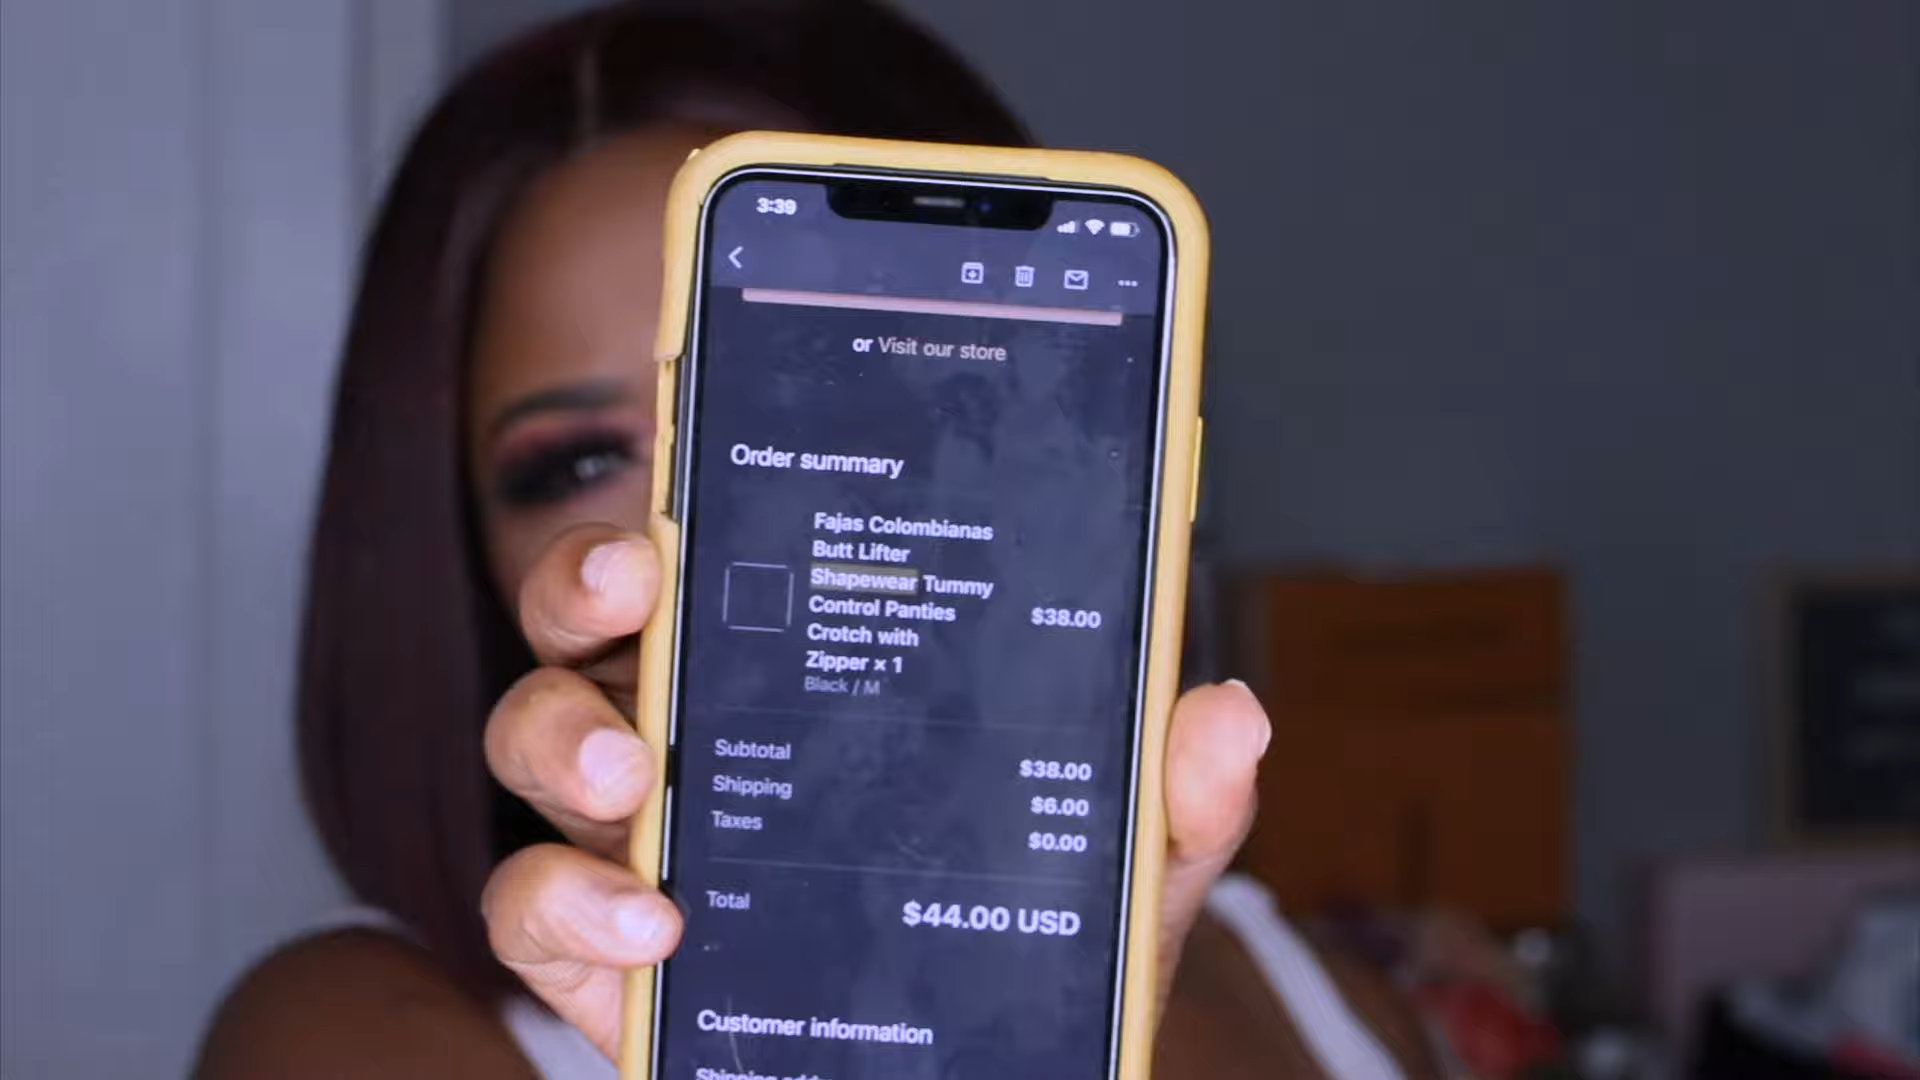 3:39
or Visit our store
Order summary
Fajas Colombianas
Butt Lifter
Shapewear Tummy
Control Panties
Crotch with
Zipper × 1
Black / M
$38.00
Subtotal
$38.00
Shipping
$6.00
Taxes
$0.00
Total
$44.00 USD
Customer information
Shipping